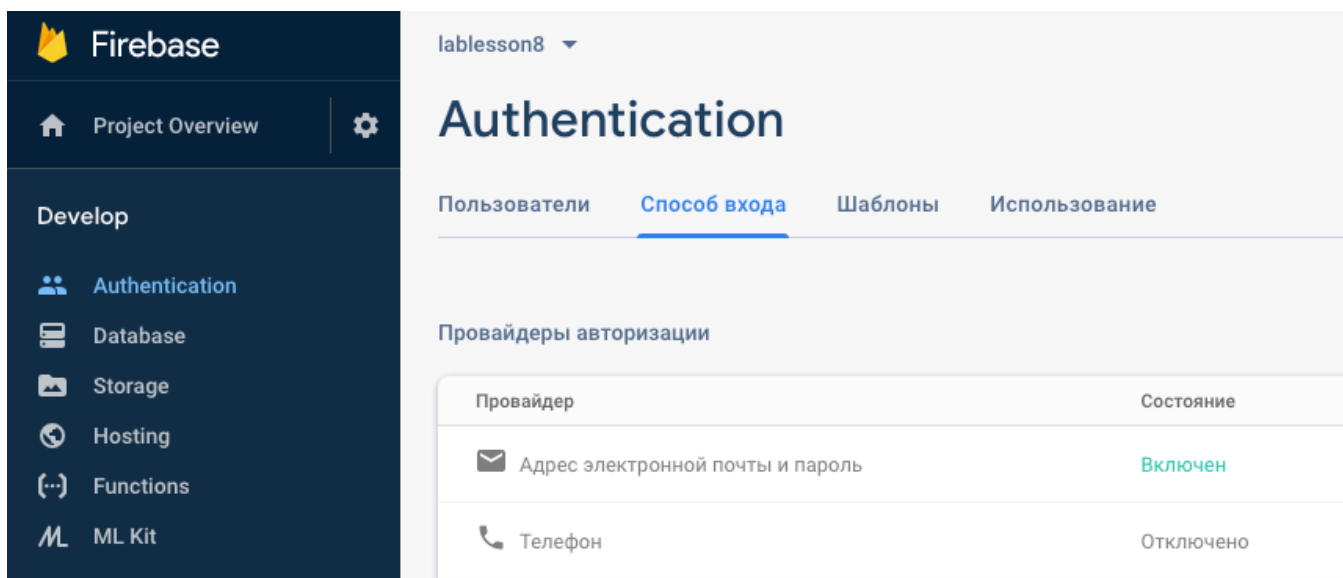 Firebase
Project Overview
Develop
Authentication
Database
Storage
Hosting
Functions
ML Kit
lablesson8
Authentication
Пользователи Способ входа Шаблоны Использование
Провайдеры авторизации
Провайдер Состояние
Адрес электронной почты и пароль Включен
Телефон Отключено